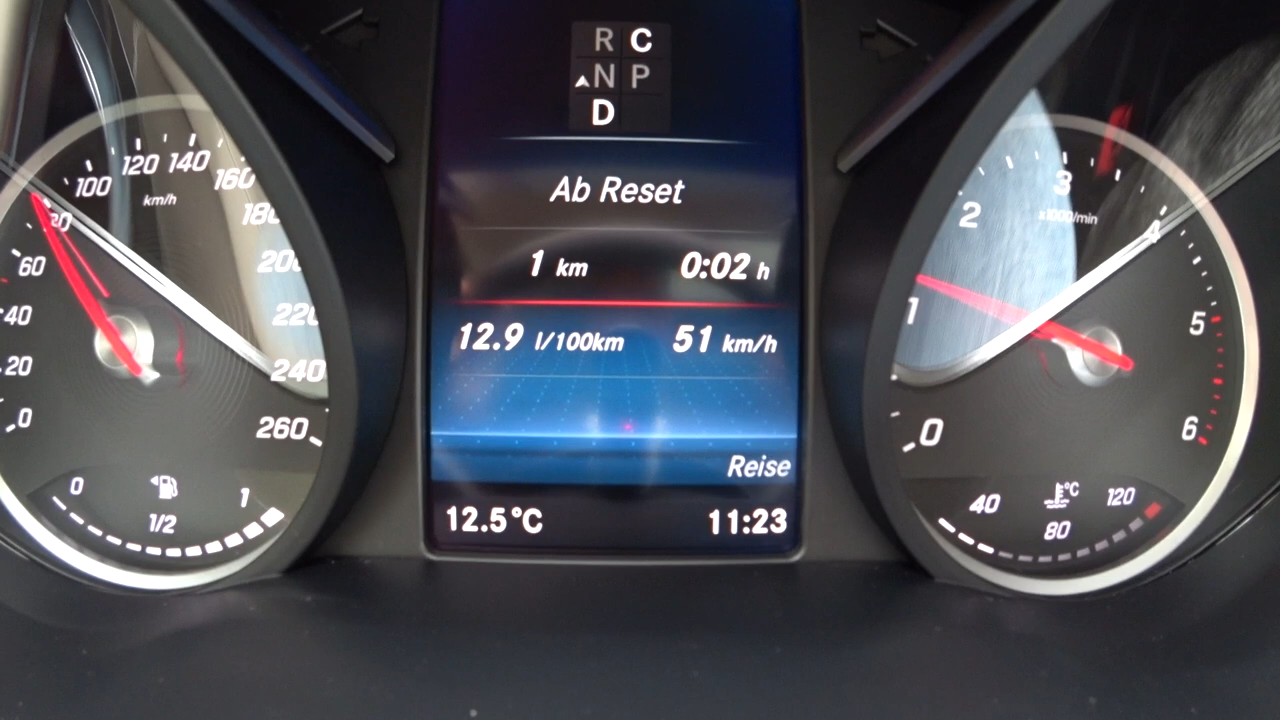 R C
N P
D
Ab Reset
1 km 0:02 h
12.9 l/100km 51 km/h
Reise
12.5°C 11:23
0
20
40
60
80
100
120
140
160
180
200
220
240
260
km/h
0 1/2 1
0
1
2
3
4
5
6
x1000/min
40 80 120
°C